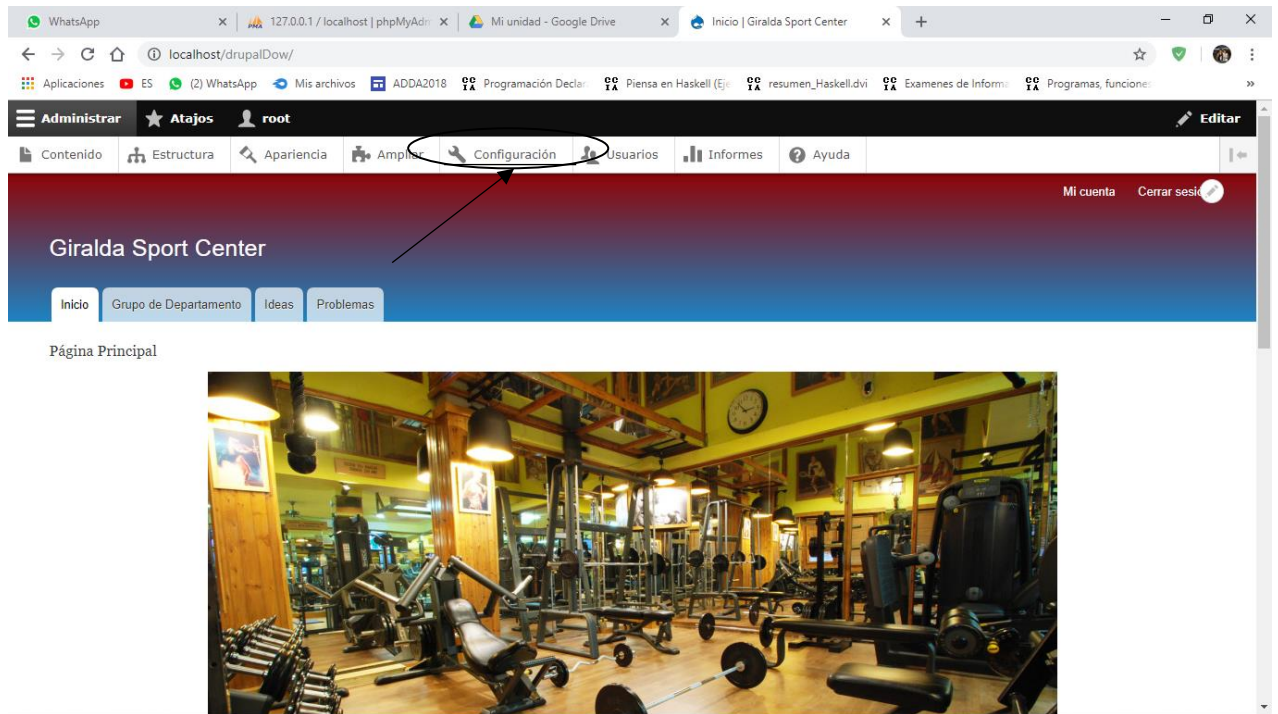 WhatsApp 127.0.0.1 / localhost | phpMyAdm Mi unidad - Google Drive Inicio | Giralda Sport Center
localhost/drupalDow/
Aplicaciones ES (2) WhatsApp Mis archivos ADDA2018 Programación Declar Piensa en Haskell (Eje resumen_Haskell.dvi Examenes de Informa Programas, funciones
Administrar Atajos root Editar
Contenido Estructura Apariencia Ampliar Configuración Usuarios Informes Ayuda
Mi cuenta Cerrar sesió
Giralda Sport Center
Inicio Grupo de Departamento Ideas Problemas
Página Principal